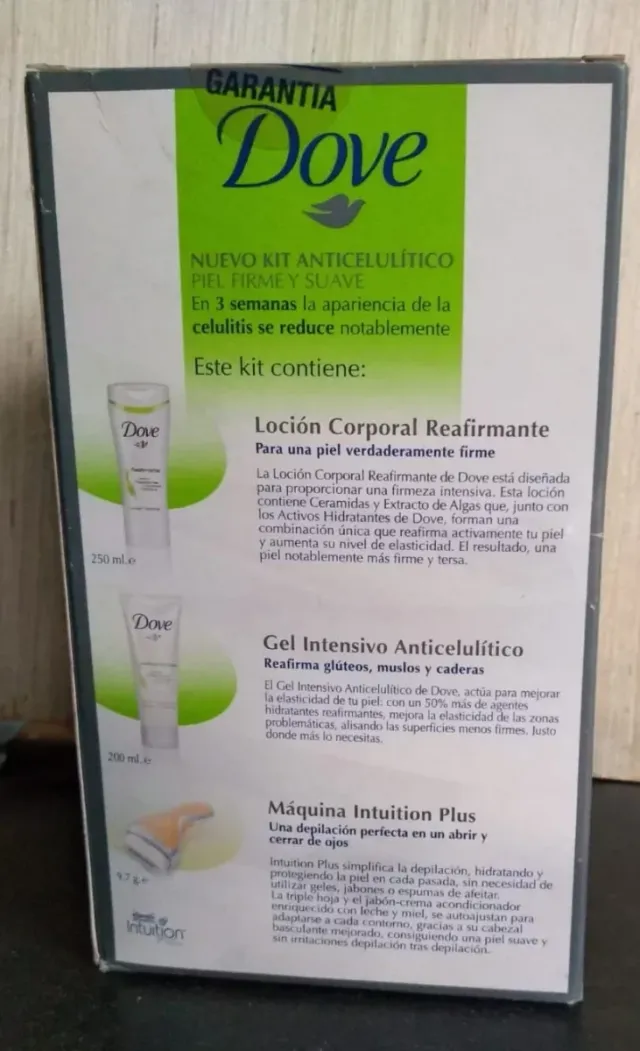 GARANTIA
Dove
NUEVO KIT ANTICELULÍTICO
PIEL FIRME Y SUAVE
En 3 semanas la apariencia de la
celulitis se reduce notablemente
Este kit contiene:
Dove
250 ml.e
Loción Corporal Reafirmante
Para una piel verdaderamente firme
La Loción Corporal Reafirmante de Dove está diseñada
para proporcionar una firmeza intensiva. Esta loción
contiene Ceramidas y Extracto de Algas que, junto con
los Activos Hidratantes de Dove, forman una
combinación única que reafirma activamente tu piel
y aumenta su nivel de elasticidad. El resultado, una
piel notablemente más firme y tersa.
Dove
200 ml.e
Gel Intensivo Anticelulítico
Reafirma glúteos, muslos y caderas
El Gel Intensivo Anticelulítico de Dove, actúa para mejorar
la elasticidad de tu piel: con un 50% más de agentes
hidratantes reafirmantes, mejora la elasticidad de las zonas
problemáticas, alisando las superficies menos firmes. Justo
donde más lo necesitas.
9.7 g e
Máquina Intuition Plus
Una depilación perfecta en un abrir y
cerrar de ojos
Intuition Plus simplifica la depilación, hidratando y
protegiendo la piel en cada pasada, sin necesidad de
utilizar geles, jabones o espumas de afeitar.
La triple hoja y el jabón-crema acondicionador
enriquecido con leche y miel, se autoajustan para
adaptarse a cada contorno, gracias a su cabezal
basculante mejorado, consiguiendo una piel suave y
sin irritaciones depilación tras depilación.
Intuition